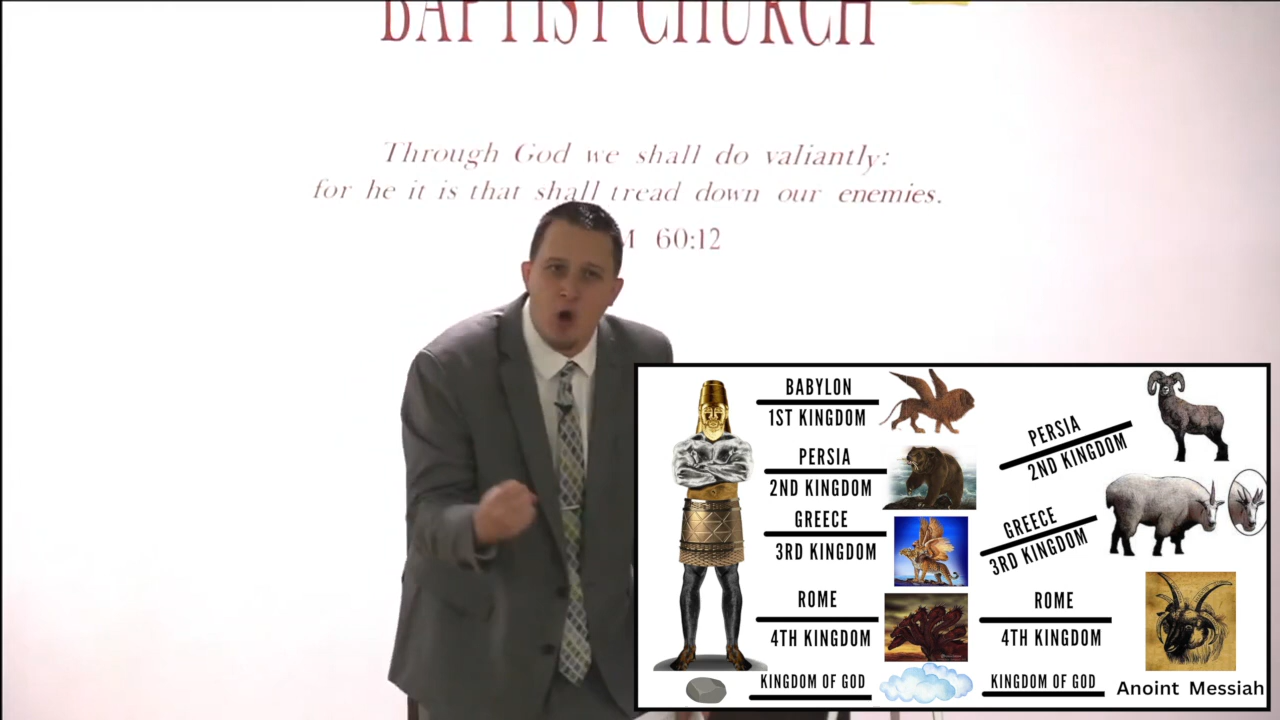 BAPTIST CHURCH
Through God we shall do valiantly:
for he it is that shall tread down our enemies.
60:12
BABYLON
1ST KINGDOM
PERSIA
2ND KINGDOM
GREECE
3RD KINGDOM
ROME
4TH KINGDOM
KINGDOM OF GOD
PERSIA
2ND KINGDOM
GREECE
3RD KINGDOM
ROME
4TH KINGDOM
KINGDOM OF GOD
Anoint Messiah